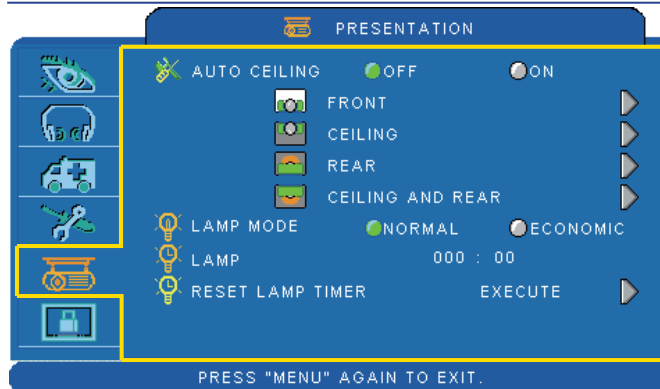 PRESENTATION
AUTO CEILING OFF ON
FRONT
CEILING
REAR
CEILING AND REAR
LAMP MODE NORMAL ECONOMIC
LAMP 000 : 00
RESET LAMP TIMER EXECUTE
PRESS "MENU" AGAIN TO EXIT.